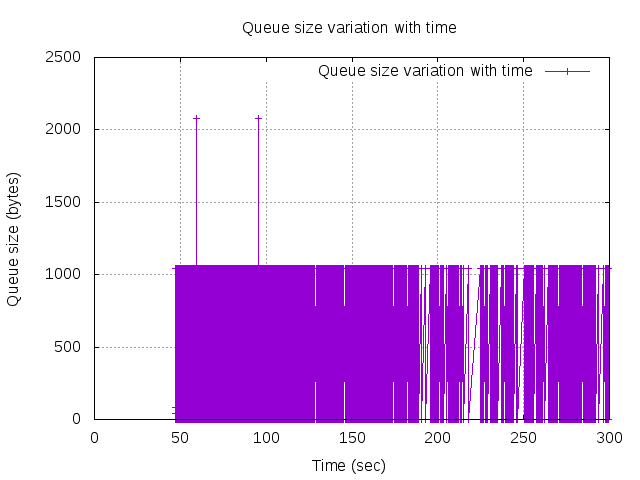 Queue size variation with time
Queue size variation with time
2500
2000
1500
1000
500
0
Queue size (bytes)
0 50 100 150 200 250 300
Time (sec)